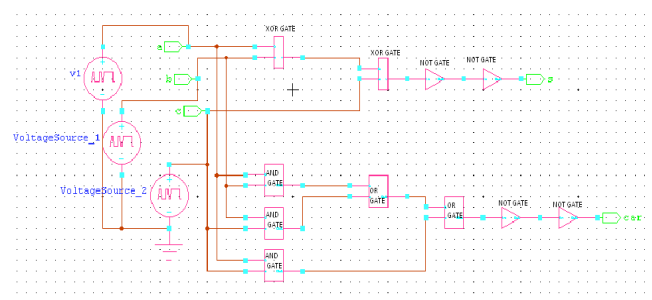 XOR GATE
a
XOR GATE
NOT GATE
NOT GATE
v1
b
s
c
VoltageSource_1
AND
GATE
VoltageSource_2
OR
GATE
OR
GATE
NOT GATE
NOT GATE
AND
GATE
car
AND
GATE